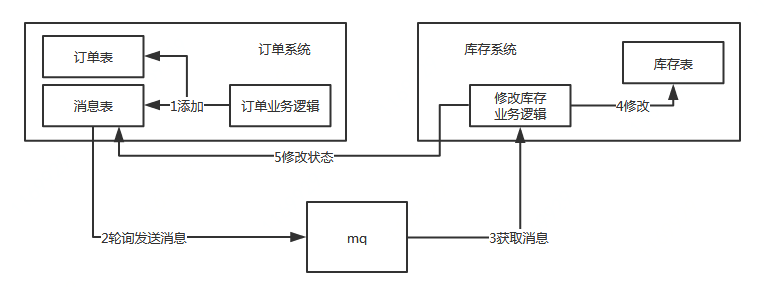 订单系统
库存系统
订单表
库存表
消息表
1添加
订单业务逻辑
修改库存
业务逻辑
4修改
5修改状态
2轮询发送消息
mq
3获取消息